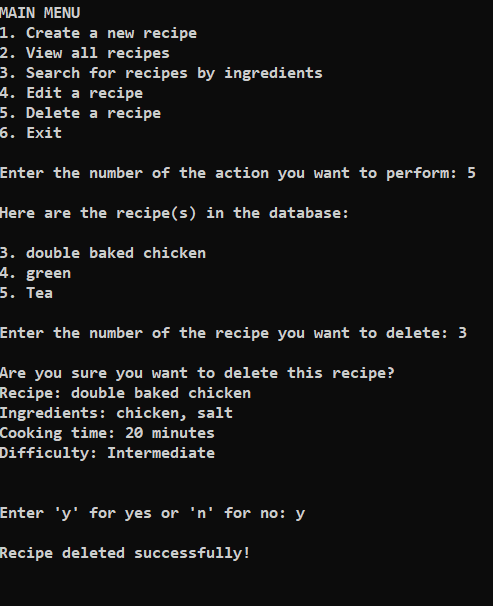 MAIN MENU
1. Create a new recipe
2. View all recipes
3. Search for recipes by ingredients
4. Edit a recipe
5. Delete a recipe
6. Exit
Enter the number of the action you want to perform: 5
Here are the recipe(s) in the database:
3. double baked chicken
4. green
5. Tea
Enter the number of the recipe you want to delete: 3
Are you sure you want to delete this recipe?
Recipe: double baked chicken
Ingredients: chicken, salt
Cooking time: 20 minutes
Difficulty: Intermediate
Enter 'y' for yes or 'n' for no: y
Recipe deleted successfully!